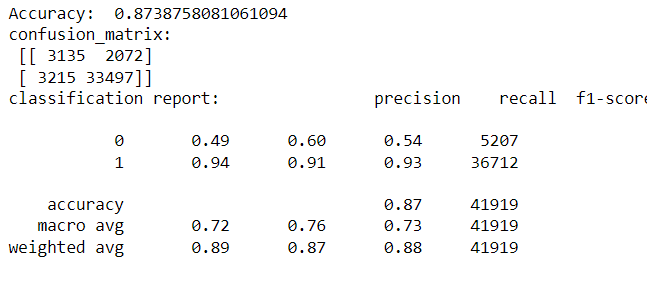 Accuracy:  0.8738758081061094
confusion_matrix:
 [[ 3135  2072]
 [ 3215 33497]]
classification report:               precision    recall  f1-score
           0       0.49      0.60      0.54      5207
           1       0.94      0.91      0.93     36712
    accuracy                           0.87     41919
   macro avg       0.72      0.76      0.73     41919
weighted avg       0.89      0.87      0.88     41919